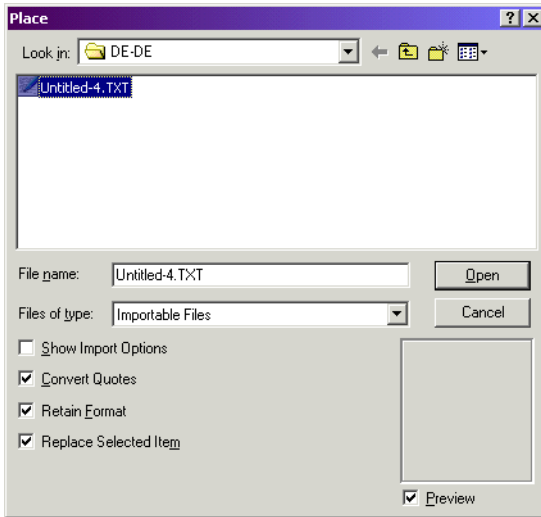 Place
Look in: DE-DE
Untitled-4.TXT
File name: Untitled-4.TXT Open
Files of type: Importable Files Cancel
Show Import Options
Convert Quotes
Retain Format
Replace Selected Item
Preview